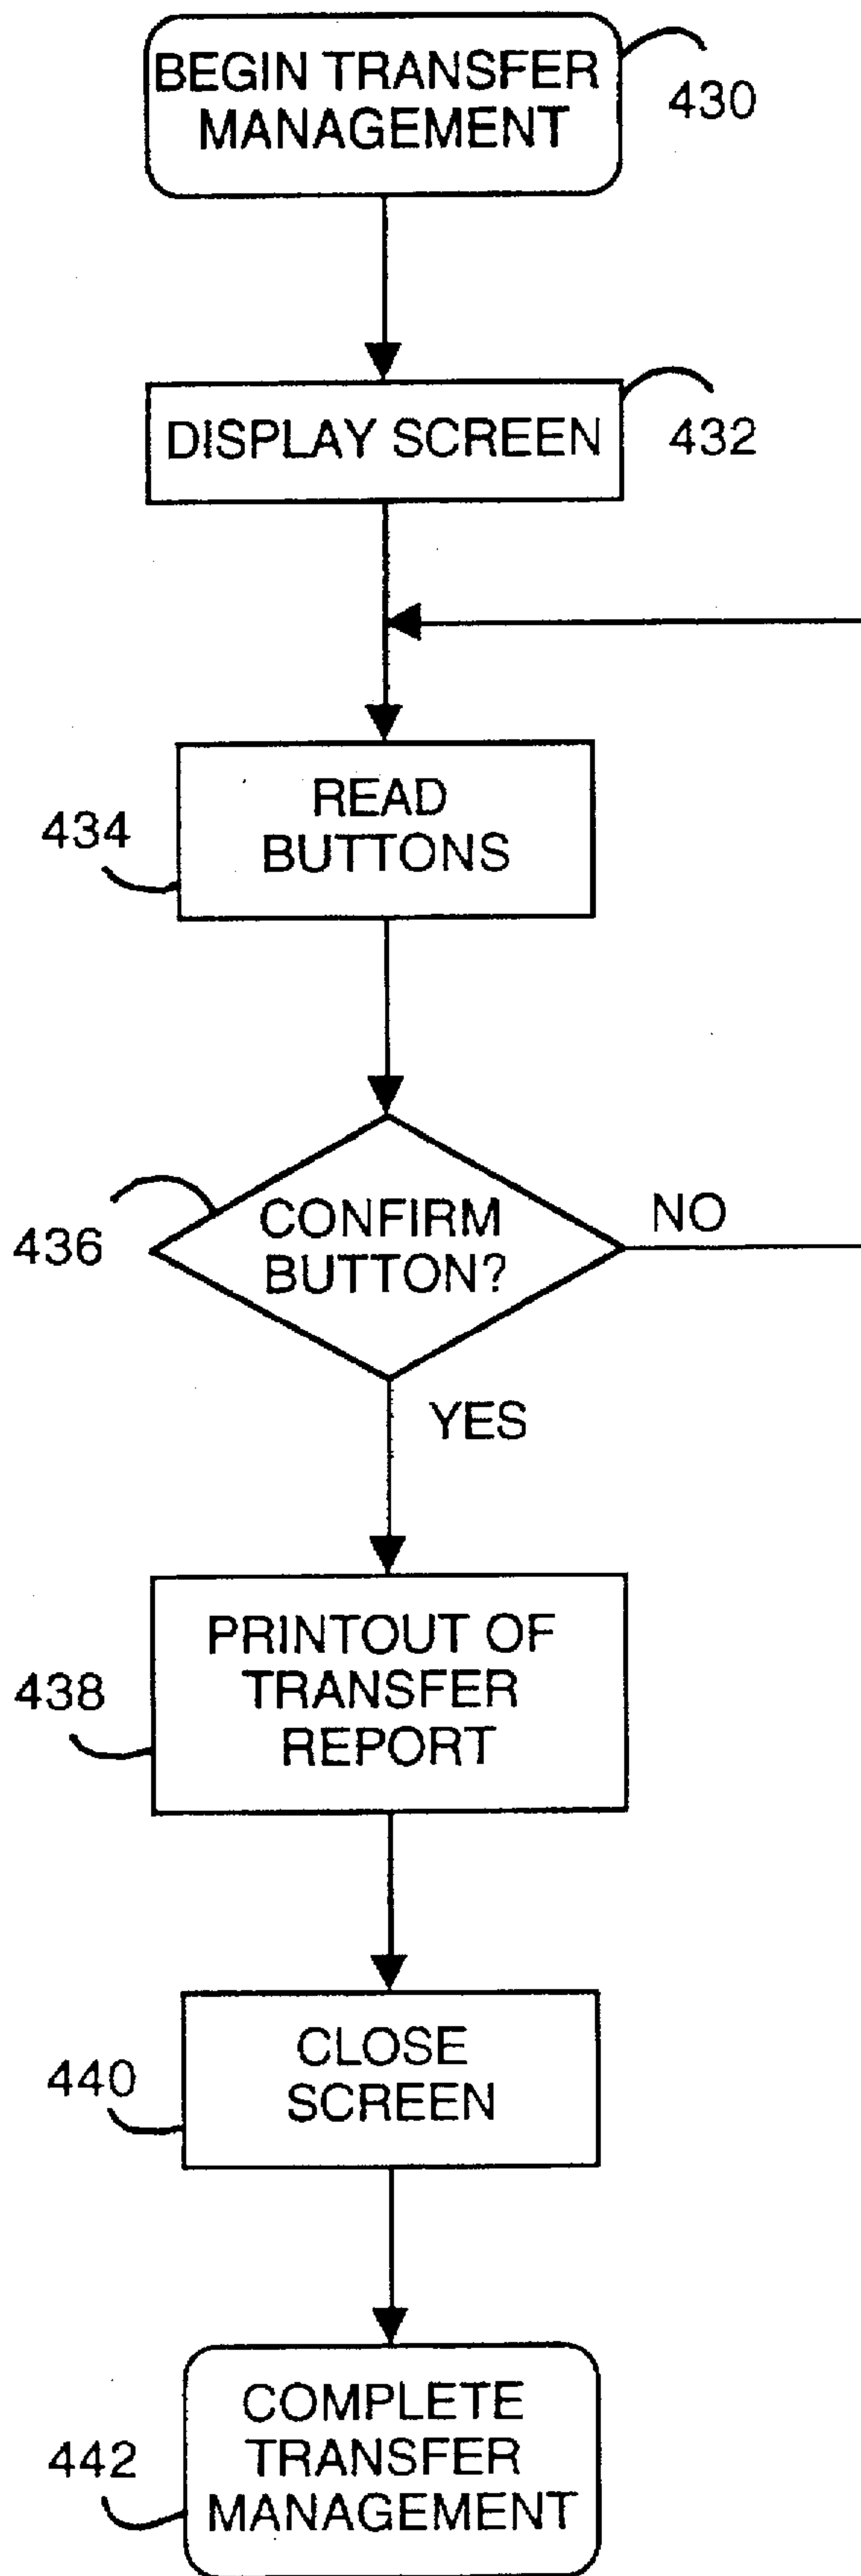 BEGIN TRANSFER
MANAGEMENT
430
DISPLAY SCREEN
432
READ
BUTTONS
434
CONFIRM
BUTTON?
436
NO
YES
PRINTOUT OF
TRANSFER
REPORT
438
CLOSE
SCREEN
440
COMPLETE
TRANSFER
MANAGEMENT
442